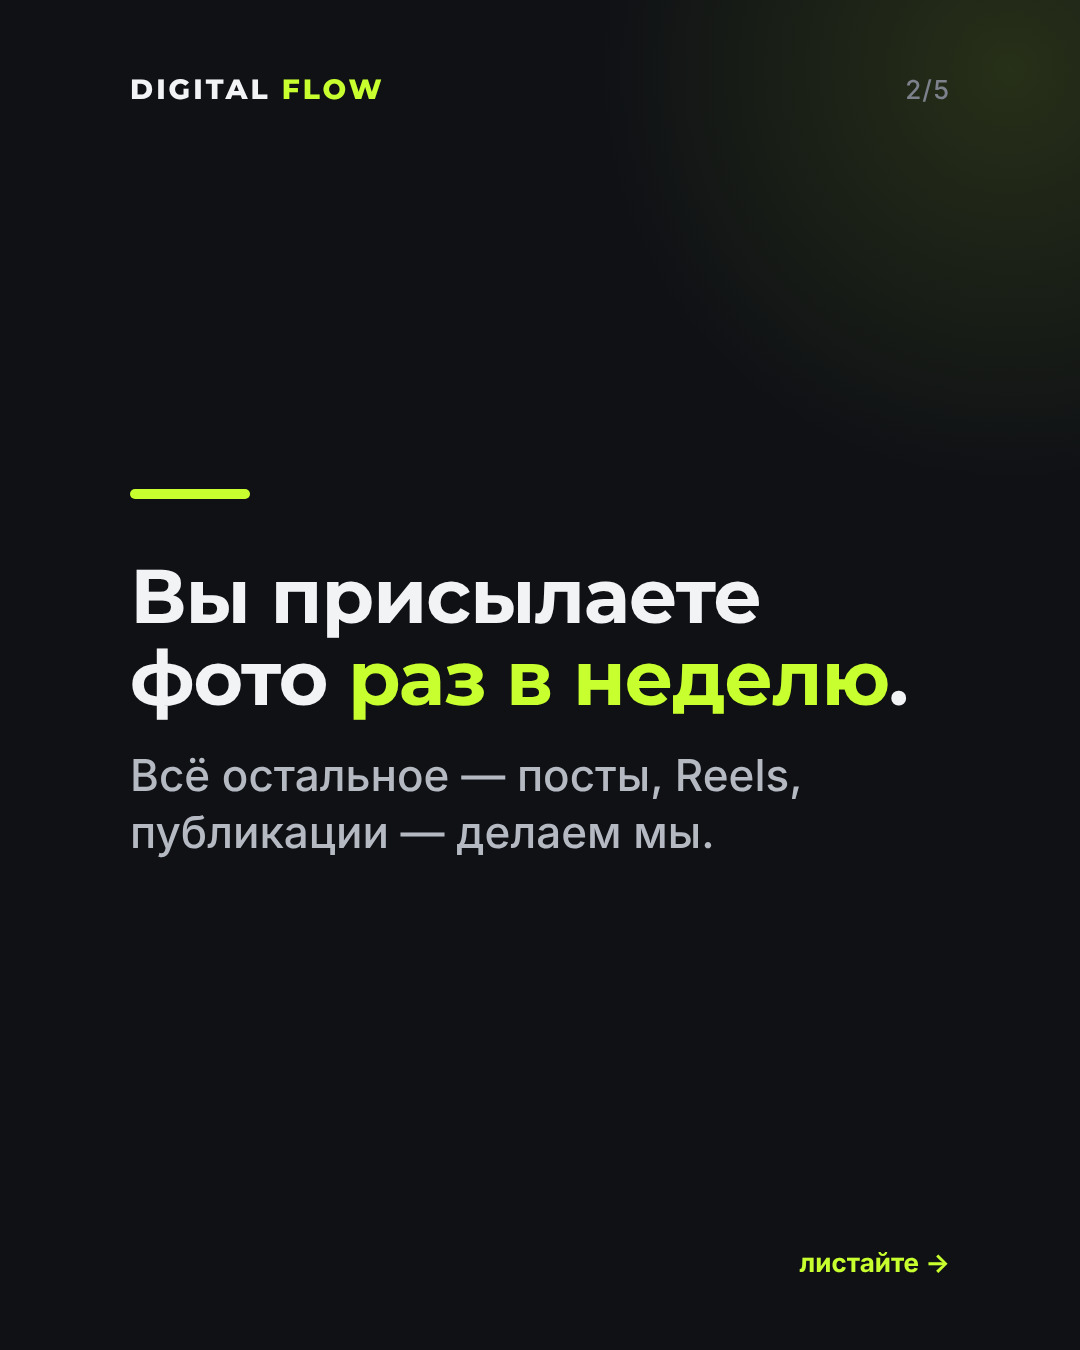 DIGITAL FLOW
2/5
Вы присылаете
фото раз в неделю.
Всё остальное — посты, Reels,
публикации — делаем мы.
листайте →